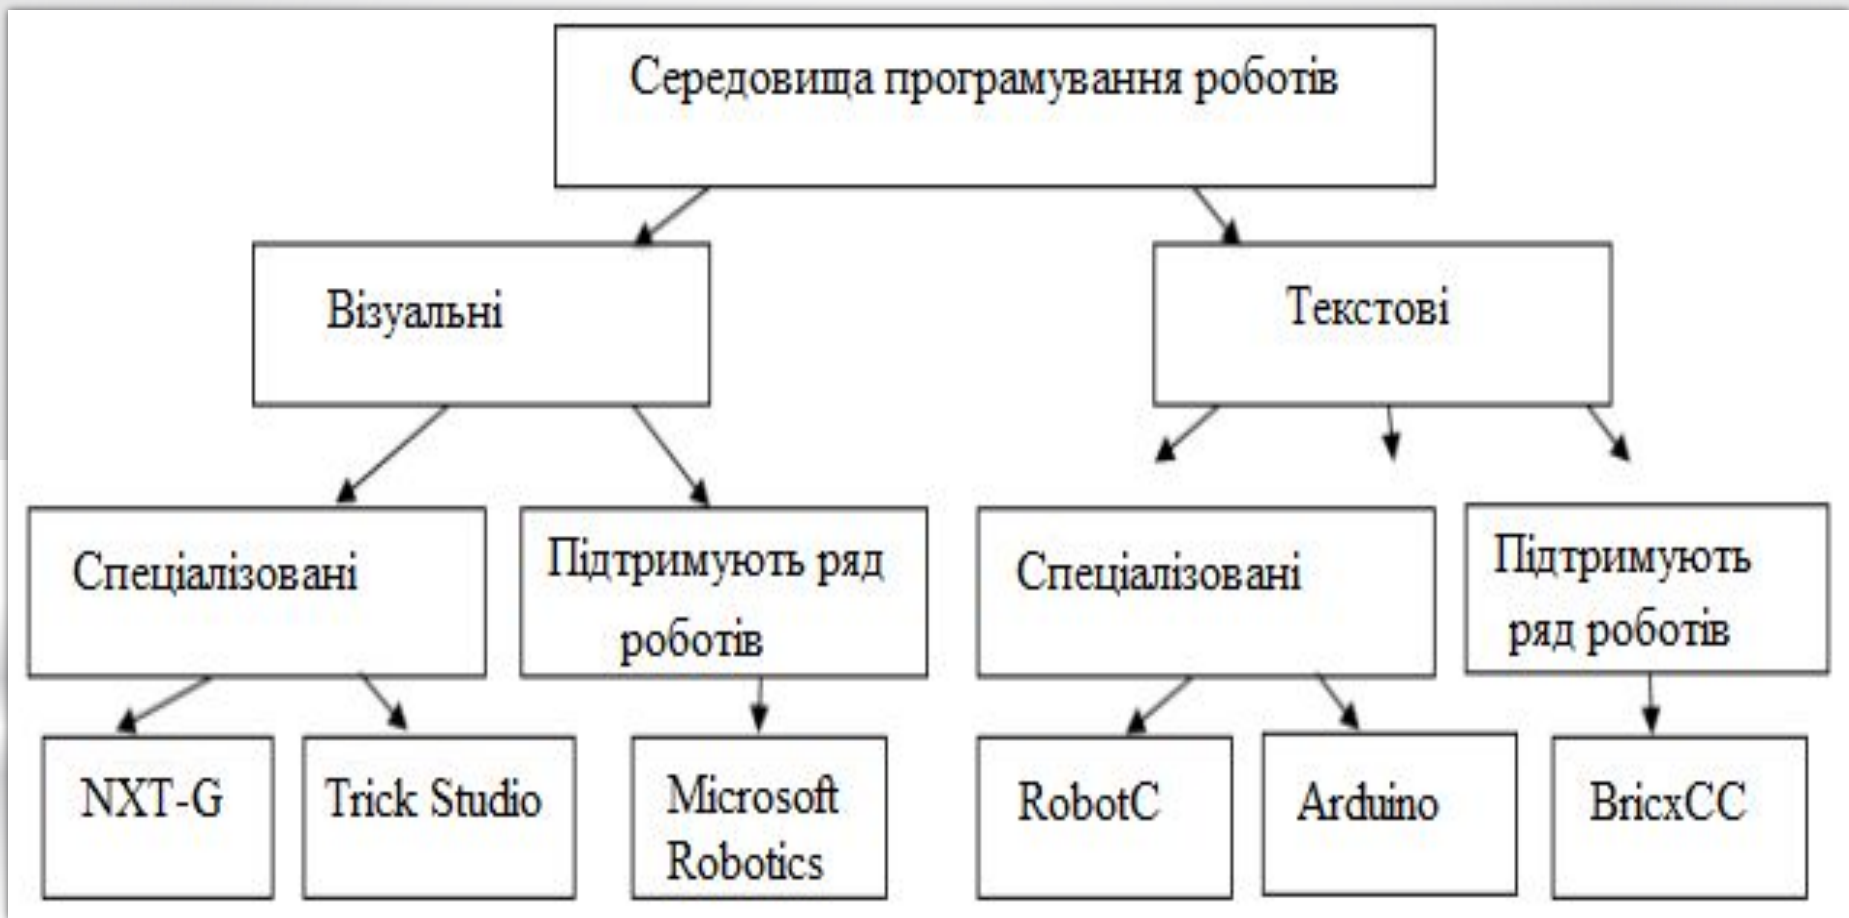 Середовища програмування роботів
Візуальні
Текстові
Спеціалізовані
Підтримують ряд
роботів
Спеціалізовані
Підтримують
ряд роботів
NXT-G
Trick Studio
Microsoft
Robotics
RobotC
Arduino
BricxCC